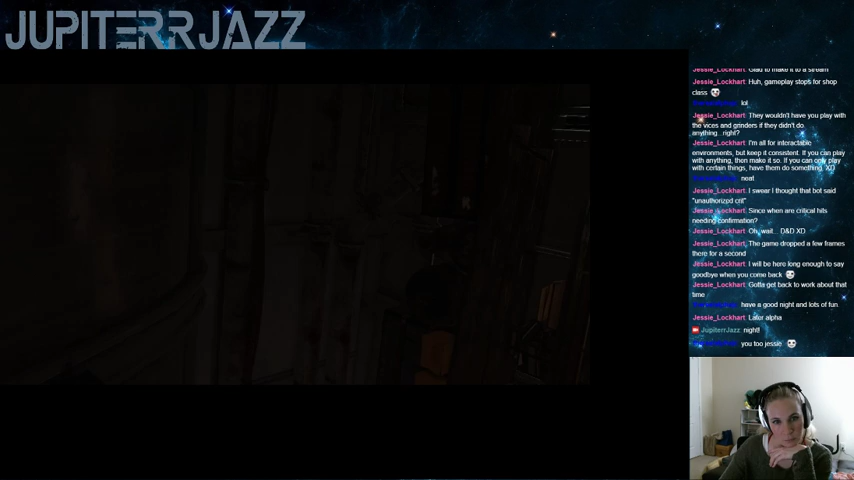 JUPITERRJAZZ
Jessie_Lockhart: Glad to make it to a stream
Jessie_Lockhart: Huh, gameplay stops for shop
class
lol
Jessie_Lockhart: They wouldn't have you play with
the vices and grinders if they didn't do
anything...right?
Jessie_Lockhart: I'm all for interactable
environments, but keep it consistent. If you can play
with anything, then make it so. If you can only play
with certain things, have them do something. XD
neat
Jessie_Lockhart: I swear I thought that bot said
"unauthorized crit"
Jessie_Lockhart: Since when are critical hits
needing confirmation?
Jessie_Lockhart: Oh, wait... D&D XD
Jessie_Lockhart: The game dropped a few frames
there for a second
Jessie_Lockhart: I will be here long enough to say
goodbye when you come back
Jessie_Lockhart: Gotta get back to work about that
time
have a good night and lots of fun
Jessie_Lockhart: Later alpha
JupiterrJazz: night!
you too jessie